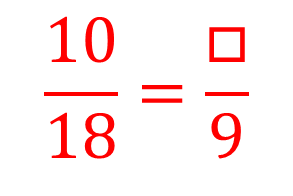 10/18 = □/9